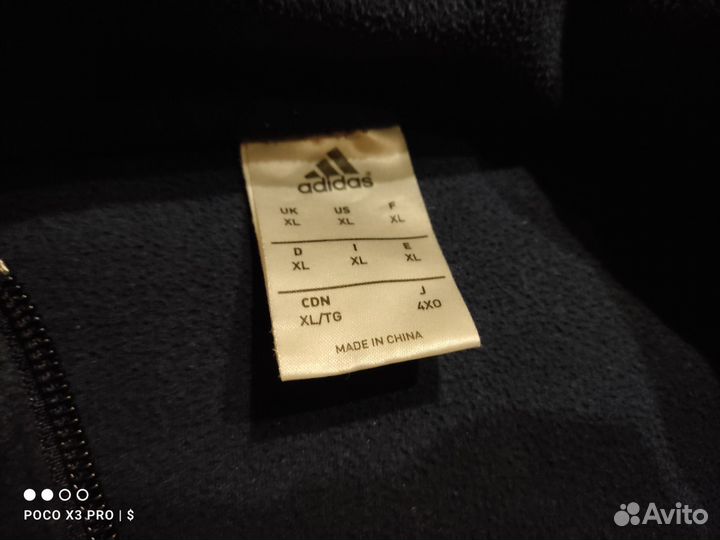 adidas
UK US F
XL XL XL
D I E
XL XL XL
CDN J
XL/TG 4XO
MADE IN CHINA
POCO X3 PRO | $
Avito